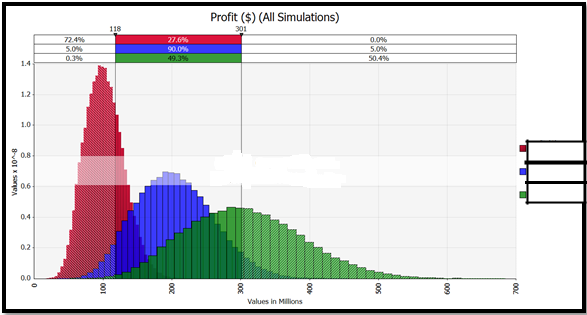 Profit ($) (All Simulations)
118 301
72.4% 27.6% 0.0%
5.0% 90.0% 5.0%
0.3% 49.3% 50.4%
1.4
1.2
1.0
0.8
0.6
0.4
0.2
0.0
Values x 10^-8
0 100 200 300 400 500 600 700
Values in Millions